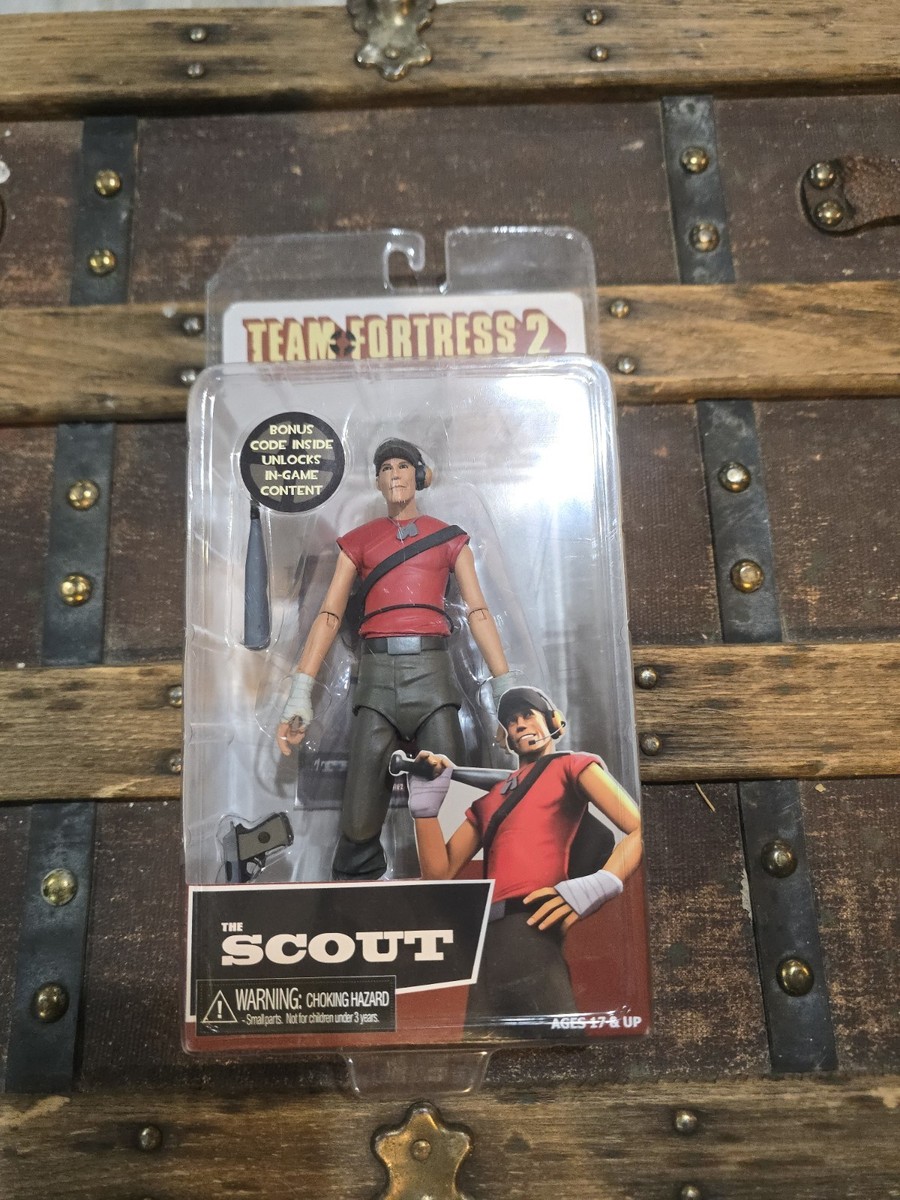 TEAM FORTRESS 2
BONUS
CODE INSIDE
UNLOCKS
IN-GAME
CONTENT
THE
SCOUT
WARNING: CHOKING HAZARD
- Small parts. Not for children under 3 years.
AGES 17 & UP